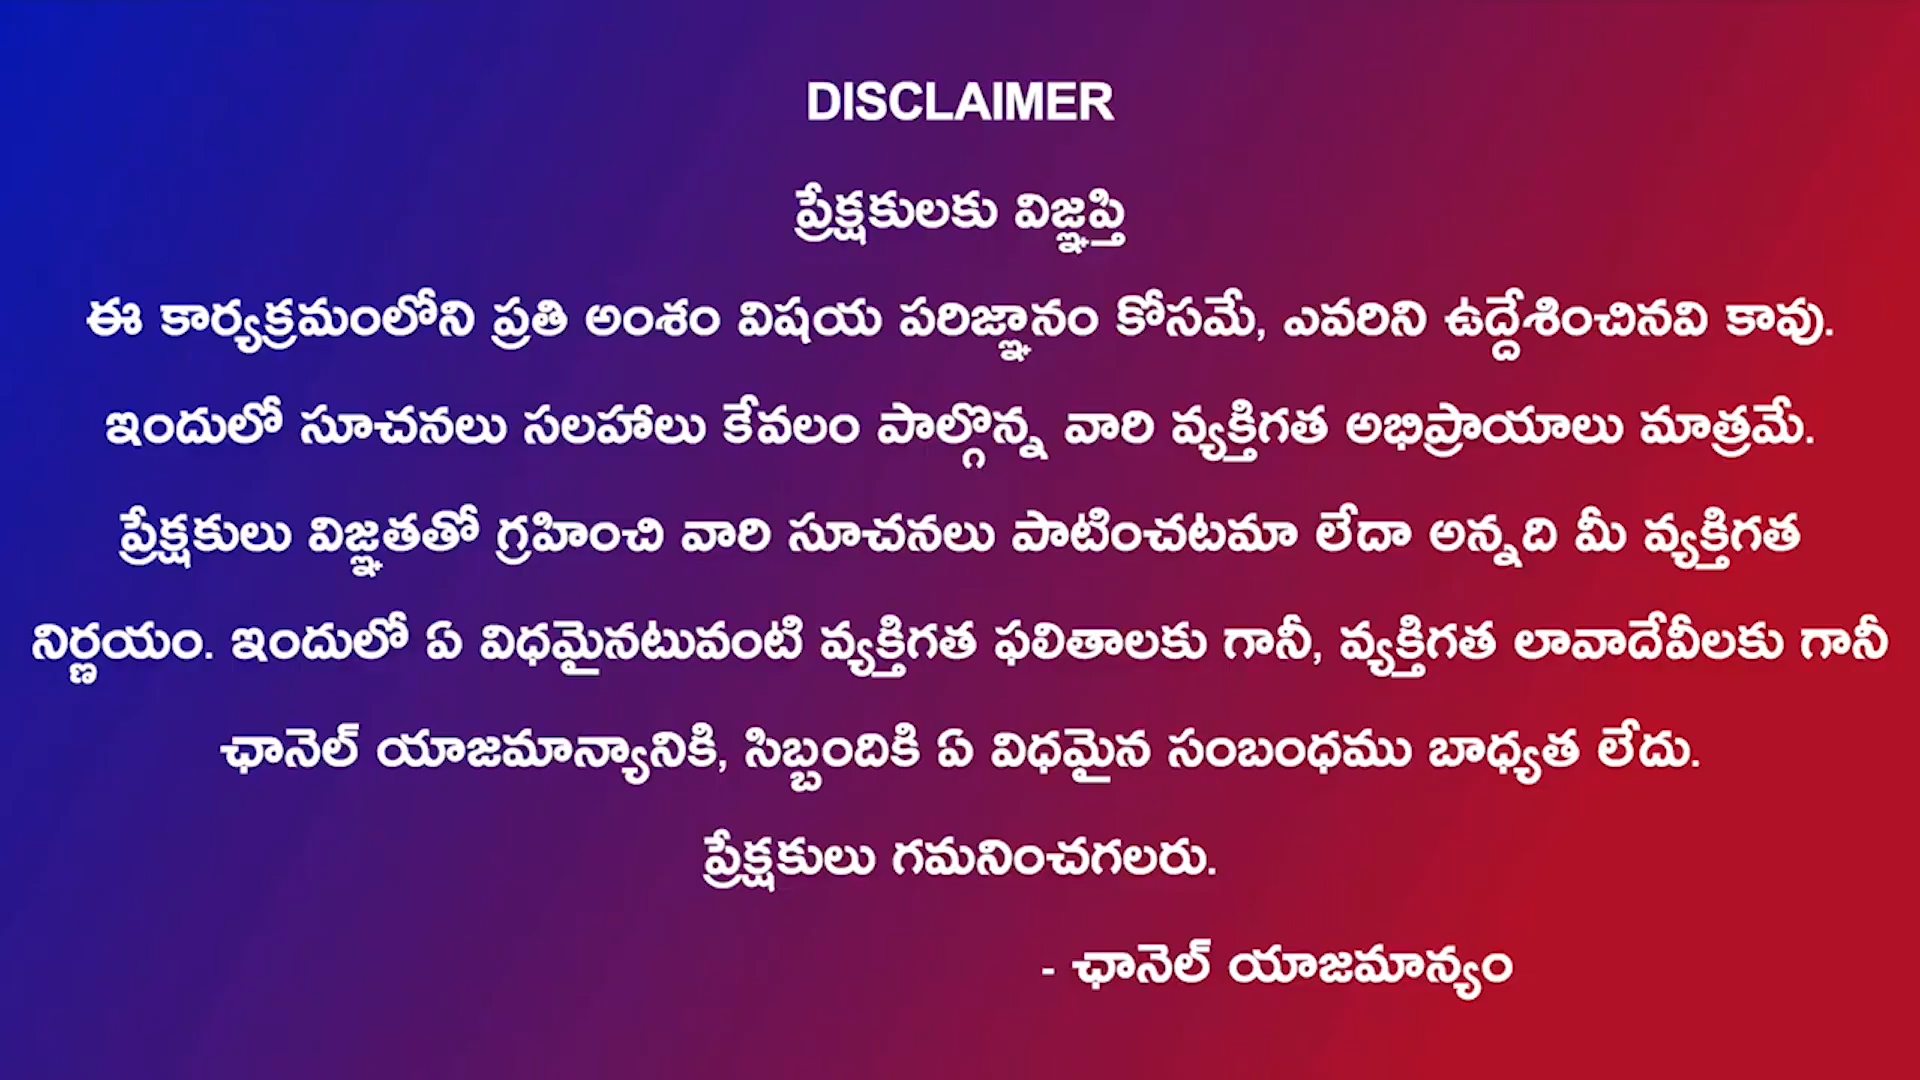 DISCLAIMER
ప్రేక్షకులకు విజ్ఞప్తి
ఈ కార్యక్రమంలోని ప్రతి అంశం విషయ పరిజ్ఞానం కోసమే, ఎవరిని ఉద్దేశించినవి కావు.
ఇందులో సూచనలు సలహాలు కేవలం పాల్గొన్న వారి వ్యక్తిగత అభిప్రాయాలు మాత్రమే.
ప్రేక్షకులు విజ్ఞతతో గ్రహించి వారి సూచనలు పాటించటమా లేదా అన్నది మీ వ్యక్తిగత
నిర్ణయం. ఇందులో ఏ విధమైనటువంటి వ్యక్తిగత ఫలితాలకు గానీ, వ్యక్తిగత లావాదేవీలకు గానీ
ఛానెల్ యాజమాన్యానికి, సిబ్బందికి ఏ విధమైన సంబంధము బాధ్యత లేదు.
ప్రేక్షకులు గమనించగలరు.
- ఛానెల్ యాజమాన్యం